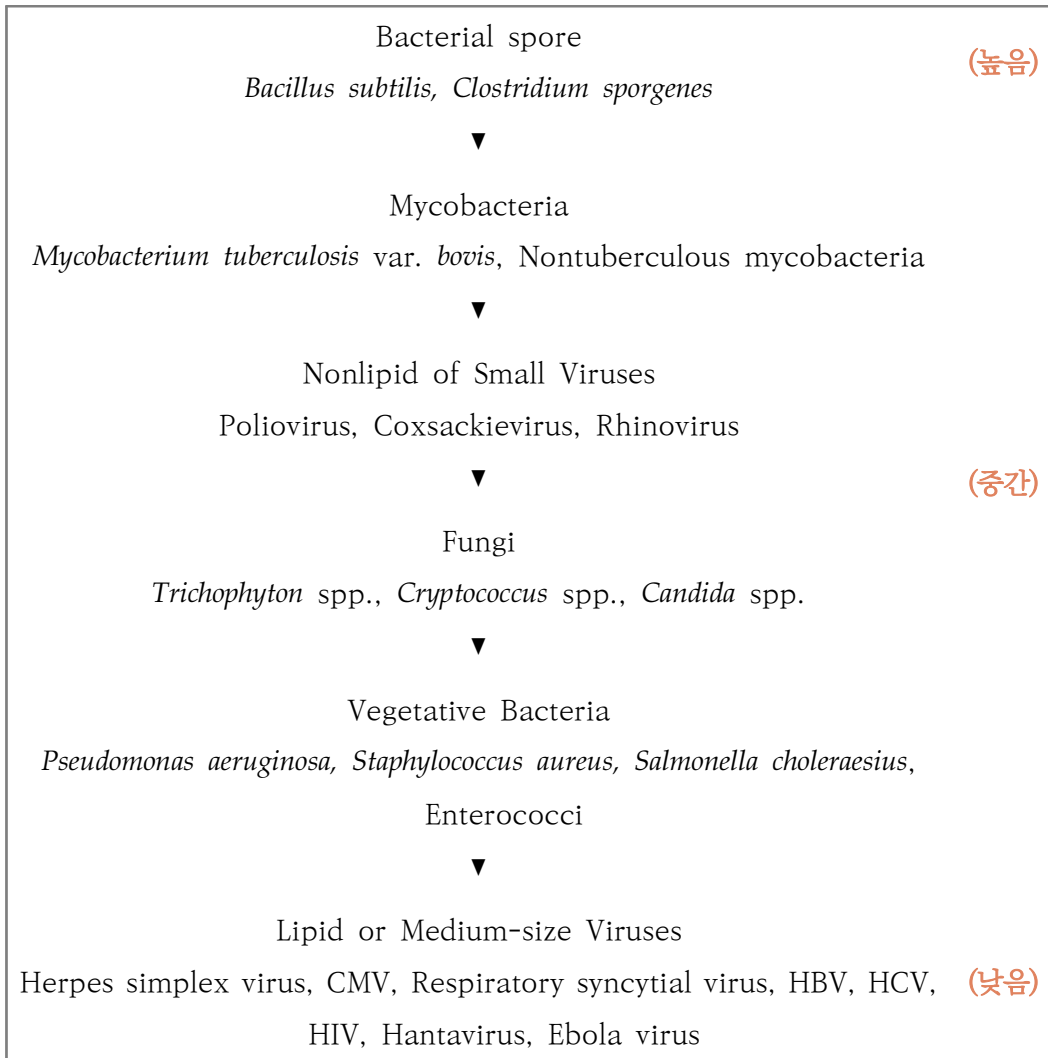 Bacterial spore
(높음)
Bacillus subtilis, Clostridium sporgenes
▼
Mycobacteria
Mycobacterium tuberculosis var. bovis, Nontuberculous mycobacteria
▼
Nonlipid of Small Viruses
Poliovirus, Coxsackievirus, Rhinovirus
▼
(중간)
Fungi
Trichophyton spp., Cryptococcus spp., Candida spp.
▼
Vegetative Bacteria
Pseudomonas aeruginosa, Staphylococcus aureus, Salmonella choleraesius,
Enterococci
▼
Lipid or Medium-size Viruses
Herpes simplex virus, CMV, Respiratory syncytial virus, HBV, HCV,
(낮음)
HIV, Hantavirus, Ebola virus